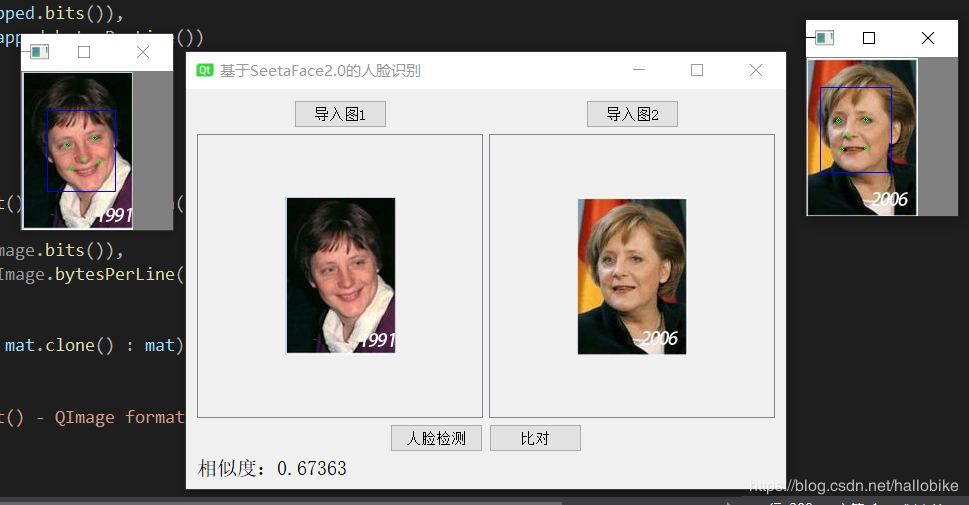 pped.bits()),
Qt 基于SeetaFace2.0的人脸识别
导入图1
导入图2
1991
2006
1991
2006
t()
mage.bits()),
Image.bytesPerLine(
mat.clone() : mat)
t() - QImage format
人脸检测
比对
相似度：0.67363
https://blog.csdn.net/hallobike